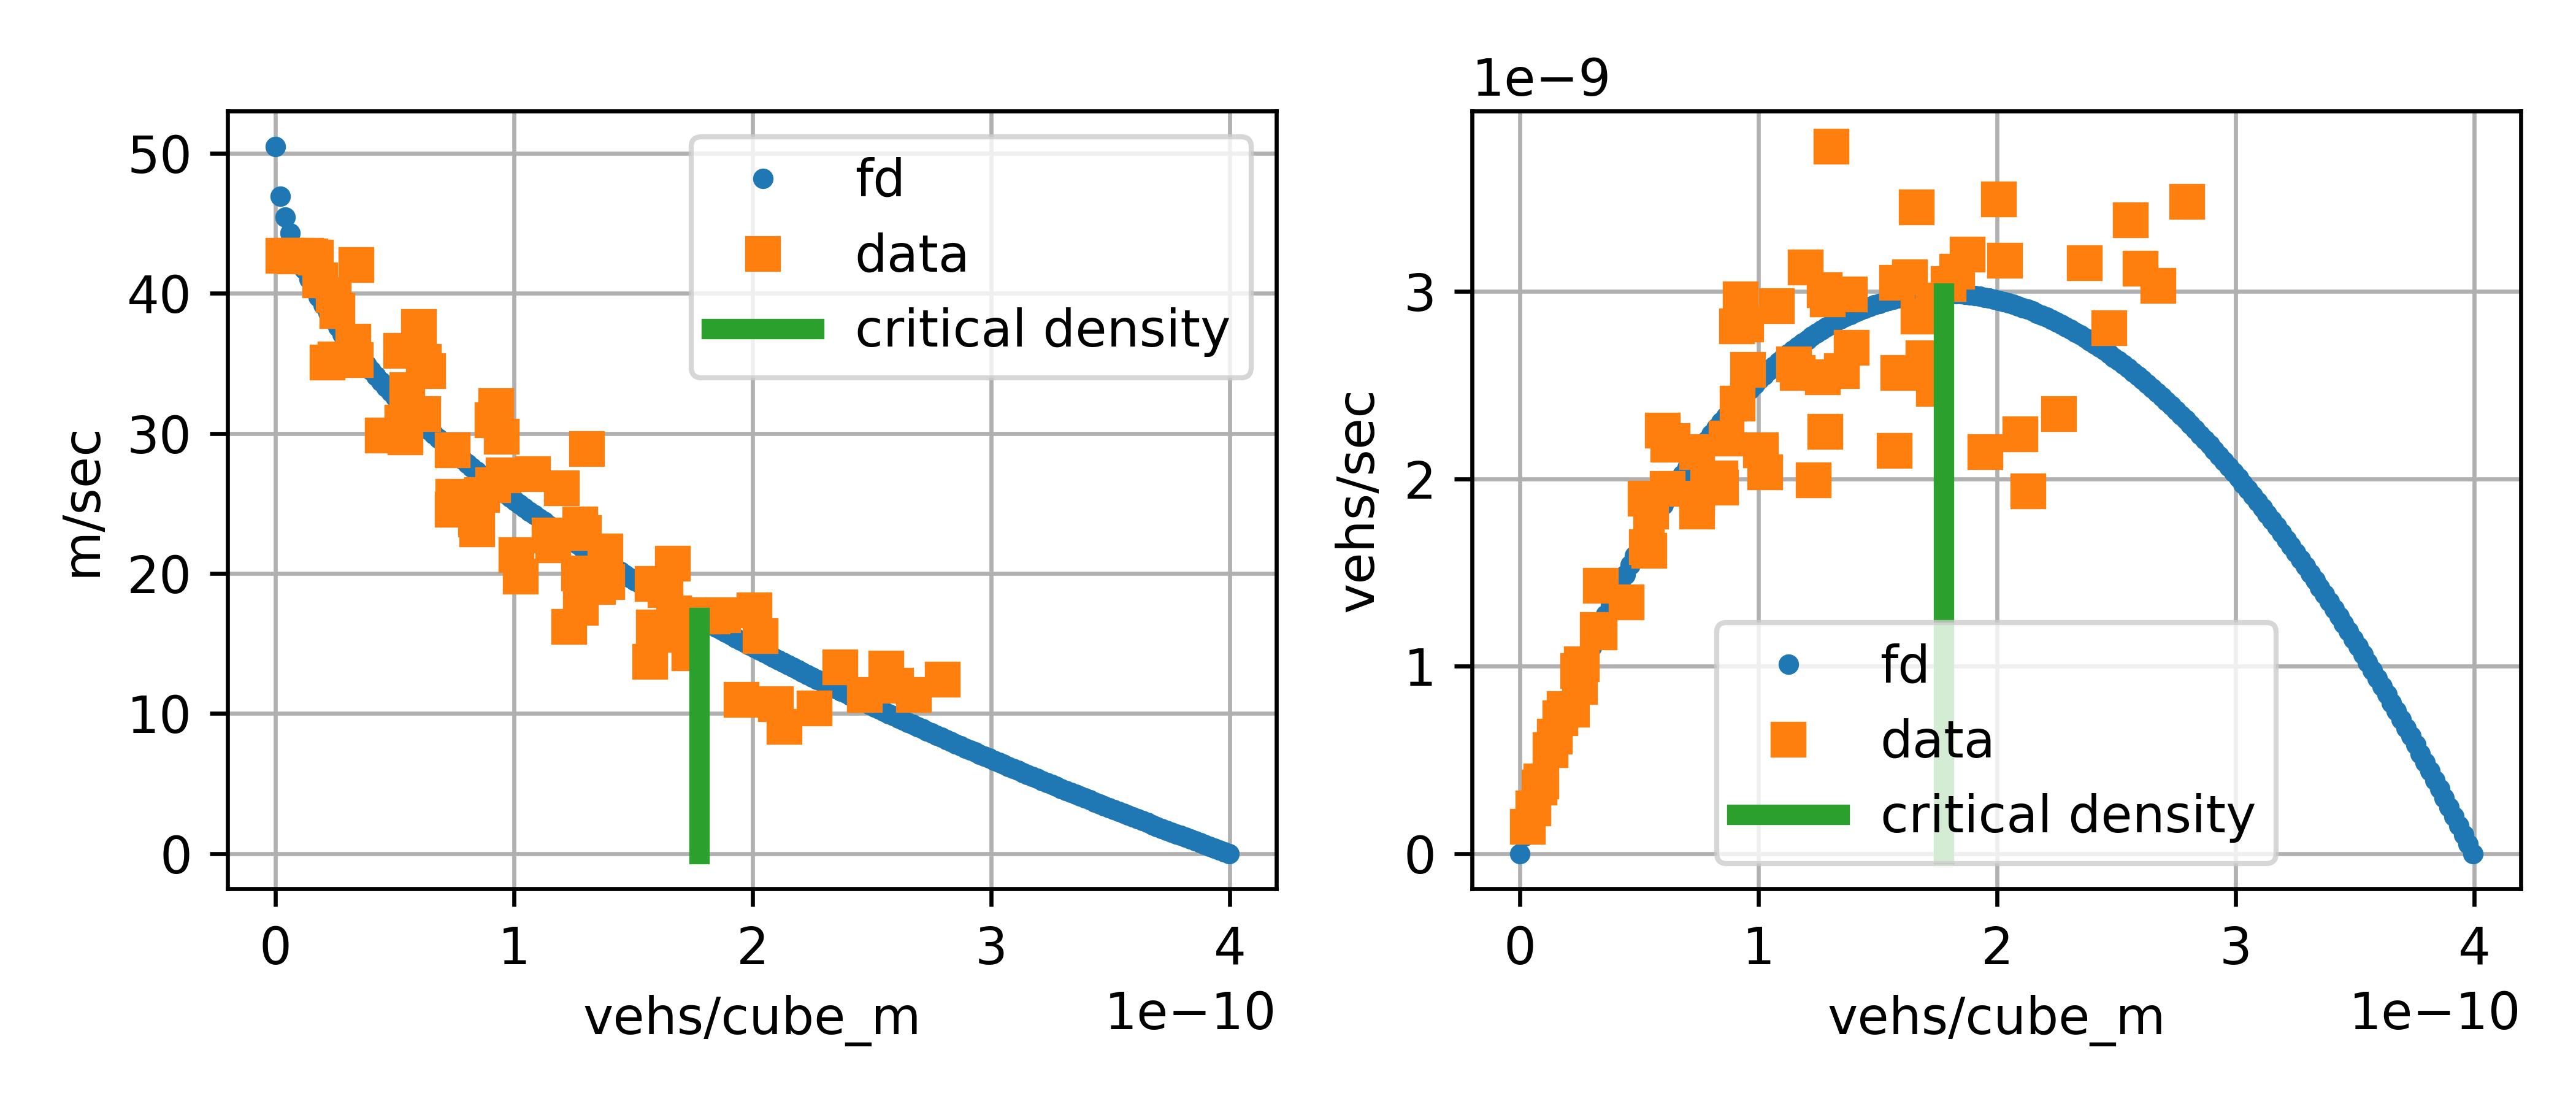 50
40
30
20
10
0
m/sec
0 1 2 3 4
vehs/cube_m
1e−10
fd
data
critical density
1e−9
3
2
1
0
vehs/sec
0 1 2 3 4
vehs/cube_m
1e−10
fd
data
critical density